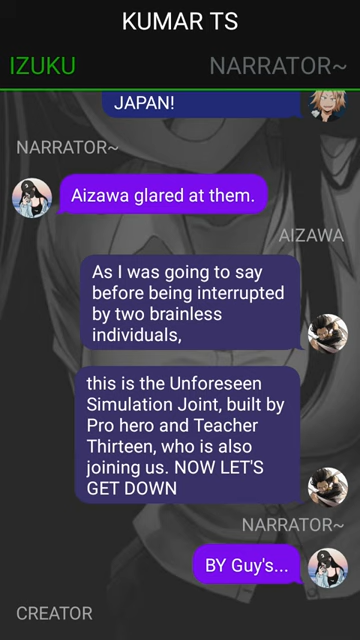 KUMAR TS
IZUKU
NARRATOR~
JAPAN!
NARRATOR~
Aizawa glared at them.
AIZAWA
As I was going to say
before being interrupted
by two brainless
individuals,
this is the Unforeseen
Simulation Joint, built by
Pro hero and Teacher
Thirteen, who is also
joining us. NOW LET'S
GET DOWN
NARRATOR~
BY Guy's...
CREATOR